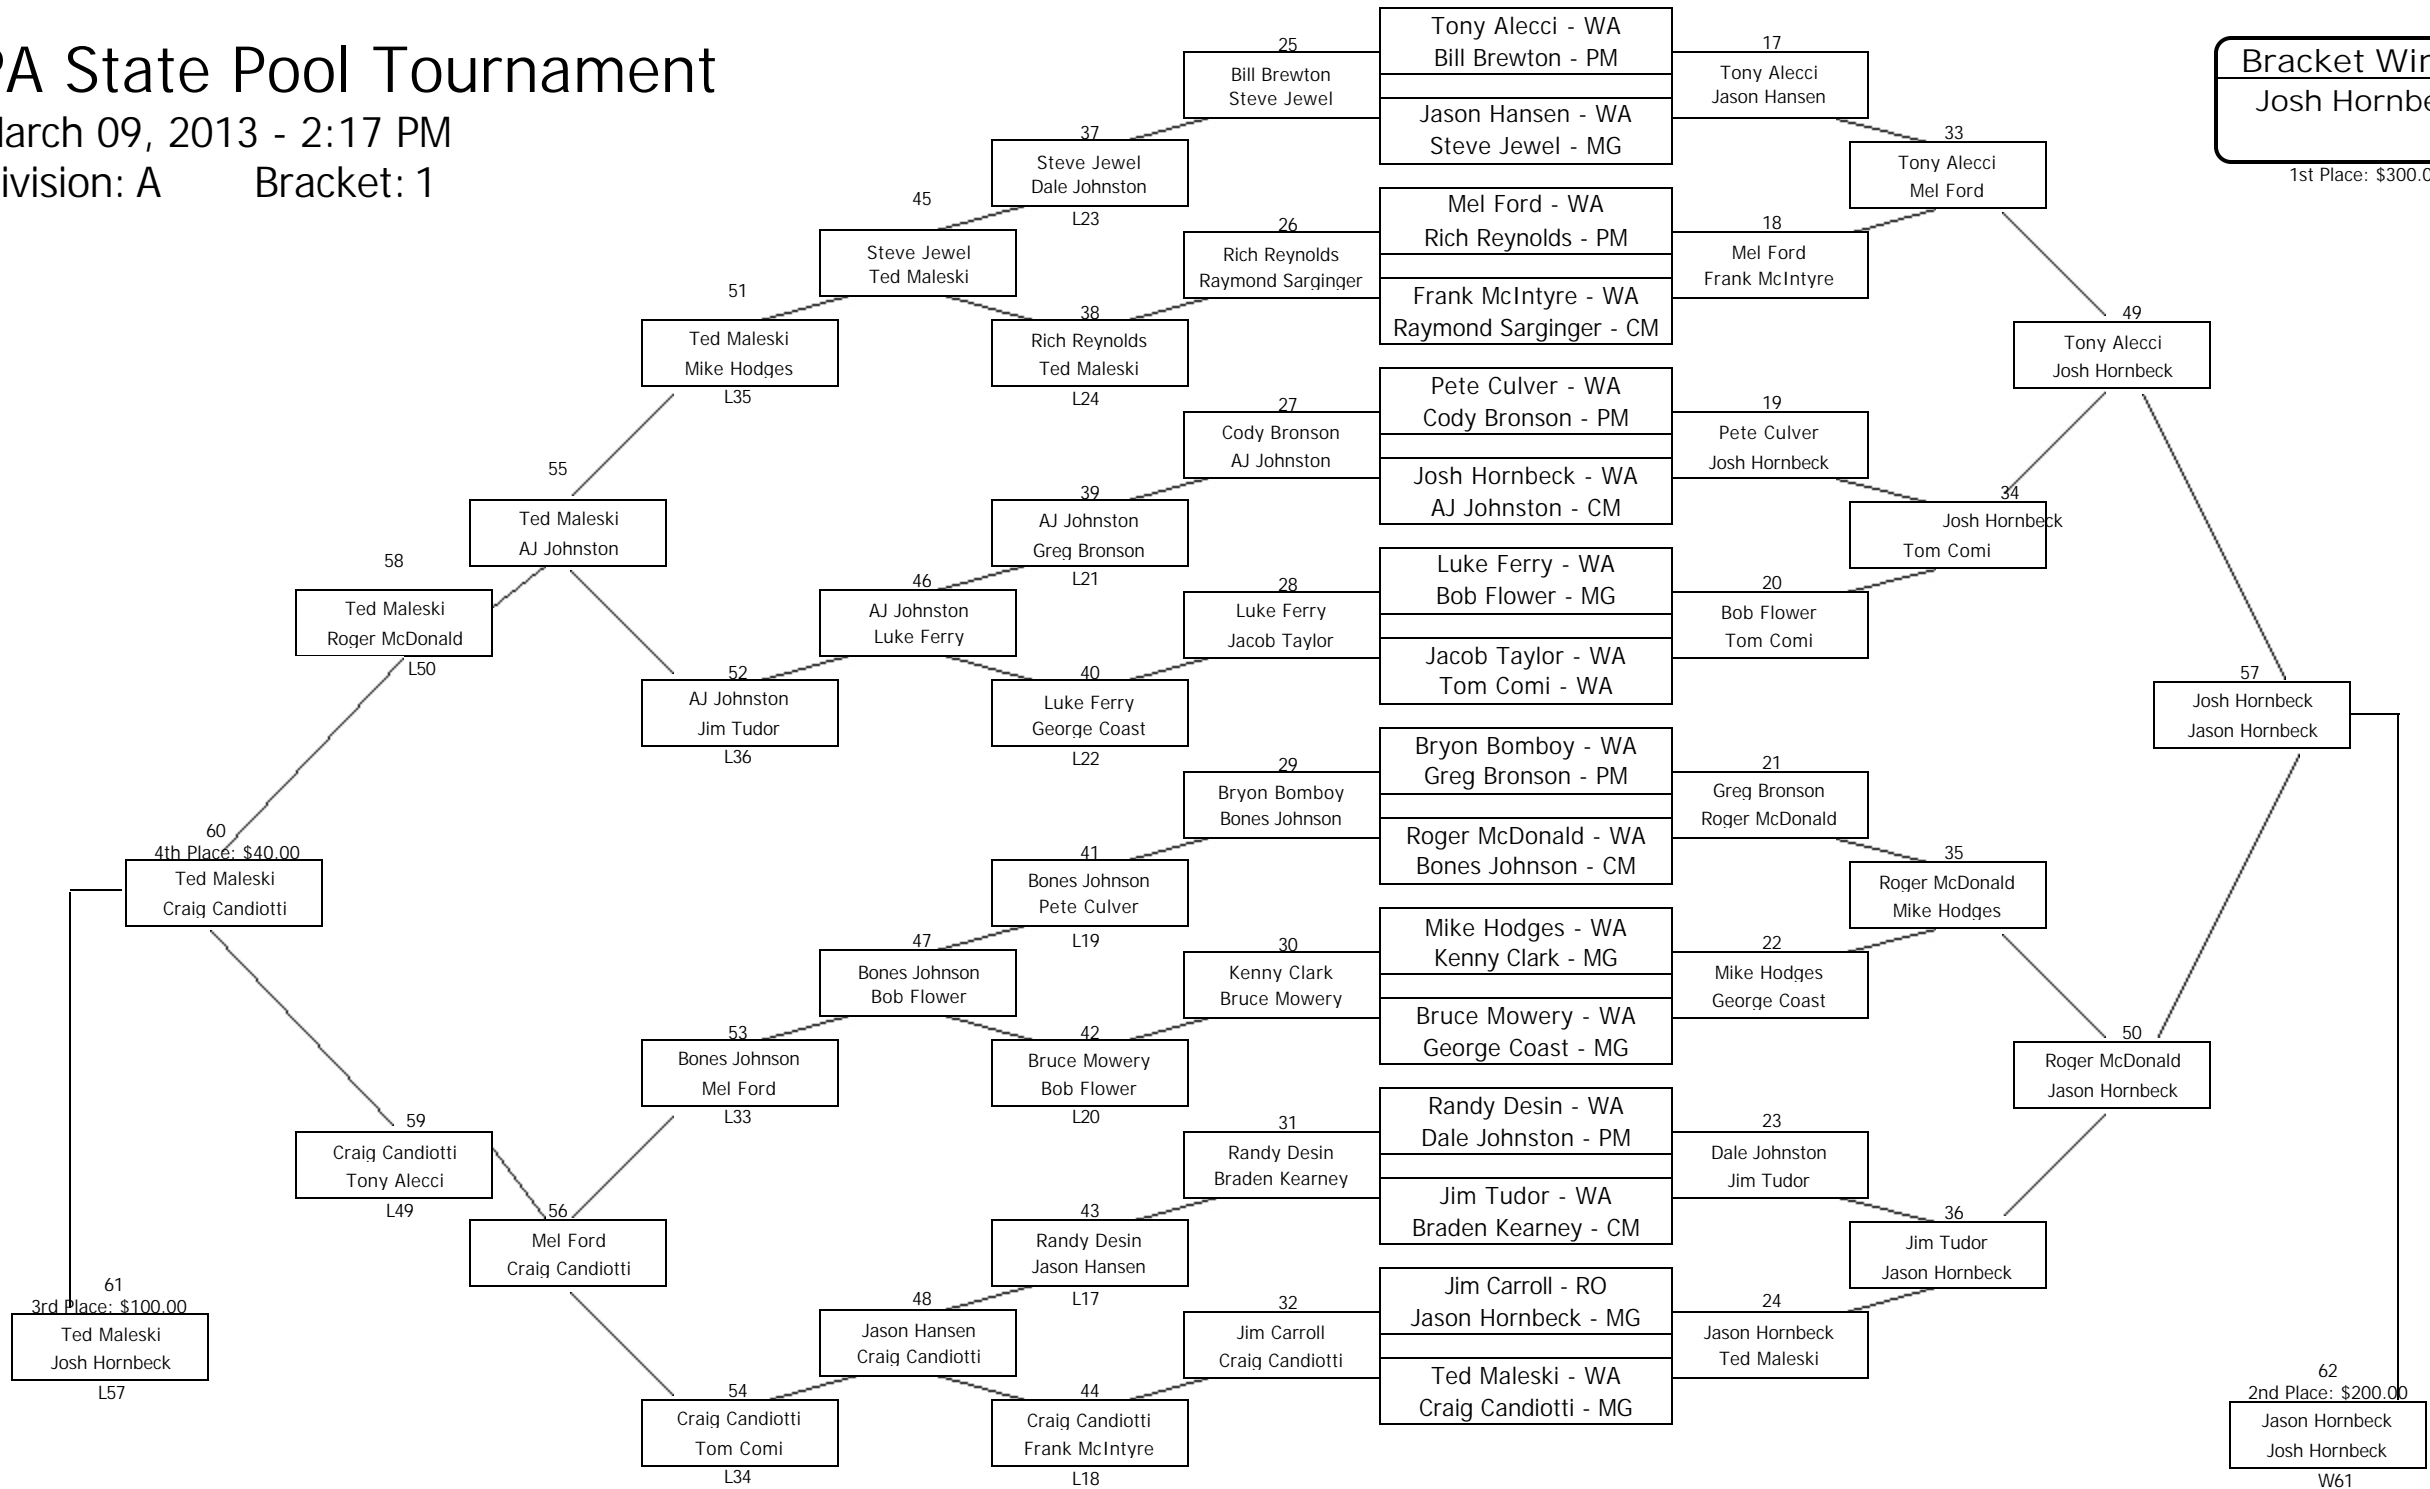 PA State Pool Tournament
March 09, 2013 - 2:17 PM
Division: A Bracket: 1
Bracket Win
Josh Hornbe
1st Place: $300.0
60
4th Place: $40.00
Ted Maleski
Craig Candiotti
61
3rd Place: $100.00
Ted Maleski
Josh Hornbeck
L57
58
Ted Maleski
Roger McDonald
L50
59
Craig Candiotti
Tony Alecci
L49
55
Ted Maleski
AJ Johnston
56
Mel Ford
Craig Candiotti
51
Ted Maleski
Mike Hodges
L35
52
AJ Johnston
Jim Tudor
L36
53
Bones Johnson
Mel Ford
L33
54
Craig Candiotti
Tom Comi
L34
45
Steve Jewel
Ted Maleski
46
AJ Johnston
Luke Ferry
47
Bones Johnson
Bob Flower
48
Jason Hansen
Craig Candiotti
37
Steve Jewel
Dale Johnston
L23
38
Rich Reynolds
Ted Maleski
L24
39
AJ Johnston
Greg Bronson
L21
40
Luke Ferry
George Coast
L22
41
Bones Johnson
Pete Culver
L19
42
Bruce Mowery
Bob Flower
L20
43
Randy Desin
Jason Hansen
L17
44
Craig Candiotti
Frank McIntyre
L18
25
Bill Brewton
Steve Jewel
26
Rich Reynolds
Raymond Sarginger
27
Cody Bronson
AJ Johnston
28
Luke Ferry
Jacob Taylor
29
Bryon Bomboy
Bones Johnson
30
Kenny Clark
Bruce Mowery
31
Randy Desin
Braden Kearney
32
Jim Carroll
Craig Candiotti
Tony Alecci - WA
Bill Brewton - PM
Jason Hansen - WA
Steve Jewel - MG
Mel Ford - WA
Rich Reynolds - PM
Frank McIntyre - WA
Raymond Sarginger - CM
Pete Culver - WA
Cody Bronson - PM
Josh Hornbeck - WA
AJ Johnston - CM
Luke Ferry - WA
Bob Flower - MG
Jacob Taylor - WA
Tom Comi - WA
Bryon Bomboy - WA
Greg Bronson - PM
Roger McDonald - WA
Bones Johnson - CM
Mike Hodges - WA
Kenny Clark - MG
Bruce Mowery - WA
George Coast - MG
Randy Desin - WA
Dale Johnston - PM
Jim Tudor - WA
Braden Kearney - CM
Jim Carroll - RO
Jason Hornbeck - MG
Ted Maleski - WA
Craig Candiotti - MG
17
Tony Alecci
Jason Hansen
18
Mel Ford
Frank McIntyre
19
Pete Culver
Josh Hornbeck
20
Bob Flower
Tom Comi
21
Greg Bronson
Roger McDonald
22
Mike Hodges
George Coast
23
Dale Johnston
Jim Tudor
24
Jason Hornbeck
Ted Maleski
33
Tony Alecci
Mel Ford
34
Josh Hornbeck
Tom Comi
35
Roger McDonald
Mike Hodges
36
Jim Tudor
Jason Hornbeck
49
Tony Alecci
Josh Hornbeck
50
Roger McDonald
Jason Hornbeck
57
Josh Hornbeck
Jason Hornbeck
62
2nd Place: $200.00
Jason Hornbeck
Josh Hornbeck
W61